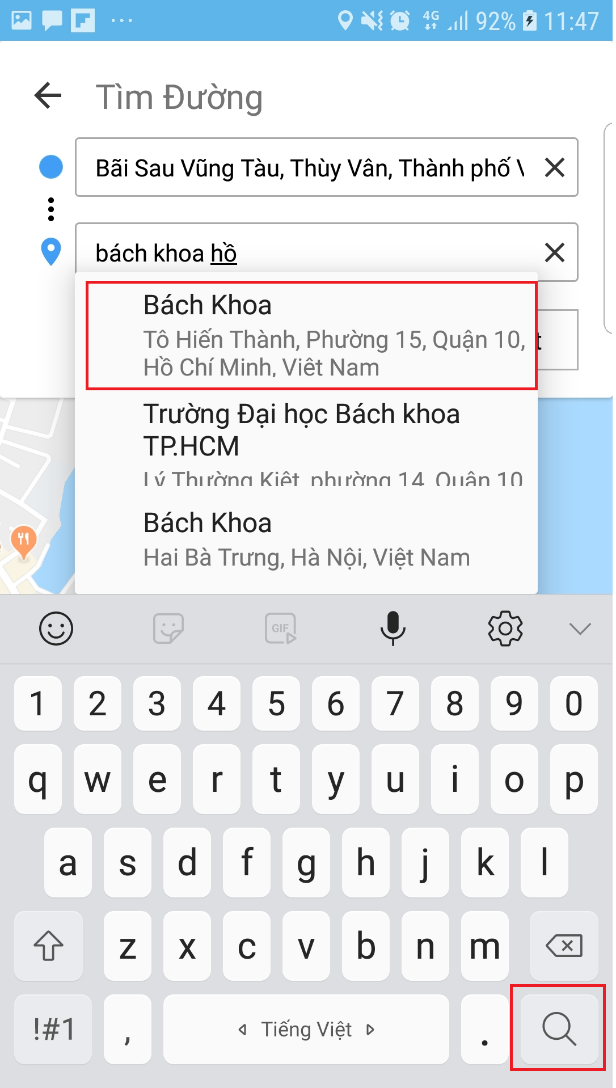 4G 92% 11:47
Tìm Đường
Bãi Sau Vũng Tàu, Thùy Vân, Thành phố
bách khoa hồ
Bách Khoa
Tô Hiến Thành, Phường 15, Quận 10,
Hồ Chí Minh, Việt Nam
Trường Đại học Bách khoa
TP.HCM
Lý Thường Kiệt, phường 14, Quận 10
Bách Khoa
Hai Bà Trưng, Hà Nội, Việt Nam
GIF
1 2 3 4 5 6 7 8 9 0
q w e r t y u i o p
a s d f g h j k l
z x c v b n m
!#1 , Tiếng Việt .